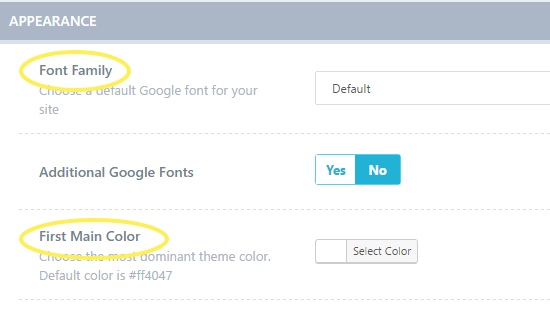 APPEARANCE
Font Family
Choose a default Google font for your
site
Default
Additional Google Fonts
Yes No
First Main Color
Choose the most dominant theme color.
Default color is #ff4047
Select Color